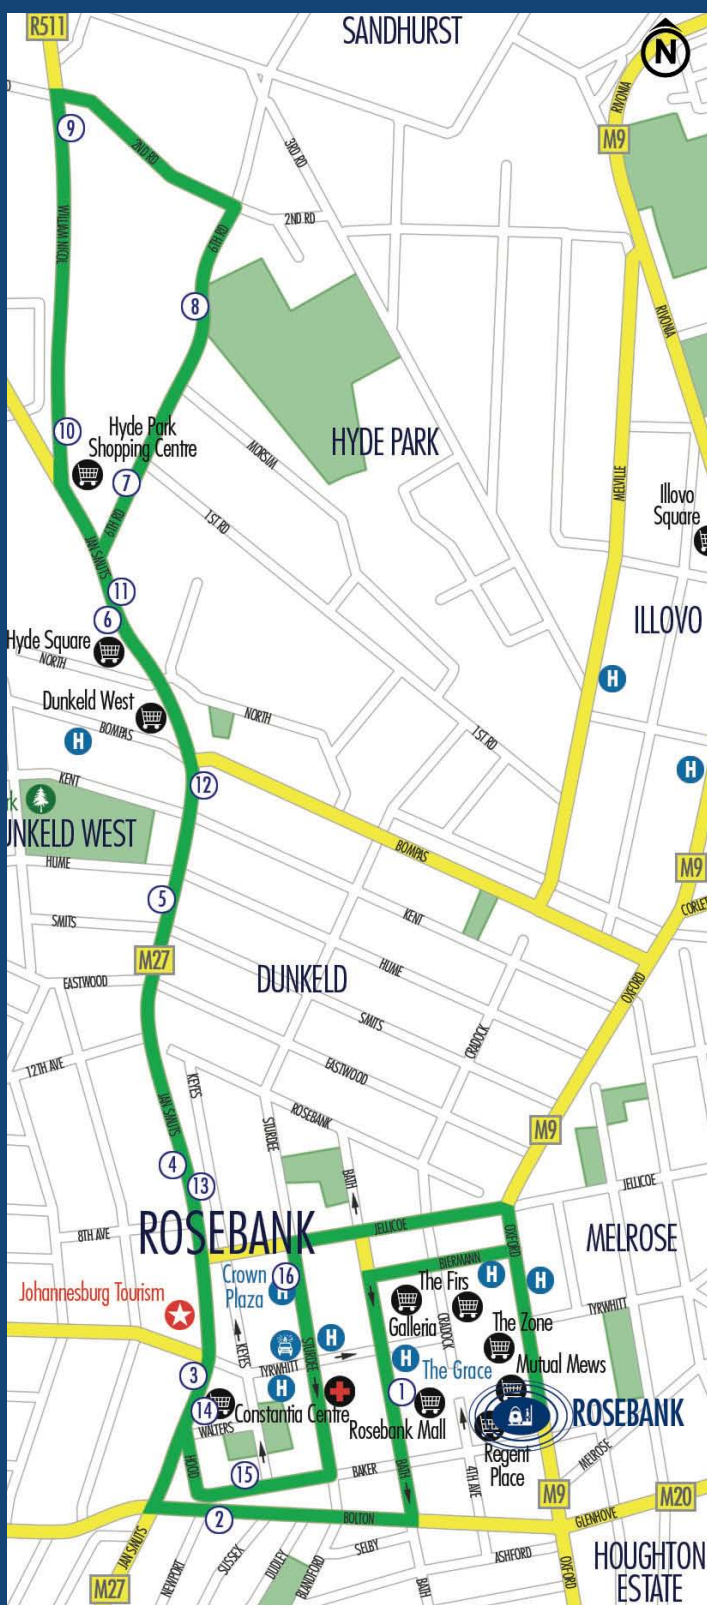 R511
SANDHURST
N
RIVONIA
M9
9
2ND RD
3RD RD
WILLIAM NICOL
2ND RD
6TH RD
8
RIVONIA
10
Hyde Park
Shopping Centre
HYDE PARK
MORSIM
7
MELVILLE
Illovo
Square
6TH RD
1ST RD
JAN SMUTS
11
6
ILLOVO
Hyde Square
NORTH
H
Dunkeld West
NORTH
BOMPAS
H
1ST RD
H
12
KENT
k
UNKELD WEST
BOMPAS
HUME
M9
5
CORLE
SMITS
KENT
M27
HUME
EASTWOOD
DUNKELD
OXFORD
SMITS
CRADOCK
12TH AVE
EASTWOOD
KEYES
JAN SMUTS
ROSEBANK
STURDEE
M9
4
13
BATH
JELLICOE
ROSEBANK
JELLICOE
8TH AVE
OXFORD
MELROSE
BIERMANN
Crown
Plaza
16
H
The Firs
H
H
Johannesburg Tourism
Galleria
CRADOCK
The Zone
TYRWHITT
KEYES
STURDEE
H
TYRWHITT
H
The Grace
Mutual Mews
3
H
1
14
Constantia Centre
Rosebank Mall
ROSEBANK
WALTERS
Regent
Place
HOOD
15
BAKER
BATH
4TH AVE
MELROSE
M9
M20
2
BOLTON
GLENHOVE
JAN SMUTS
SELBY
ASHFORD
HOUGHTON
ESTATE
M27
NEWPORT
SUSSEX
DUDLEY
BLANDFORD
BATH
OXFORD